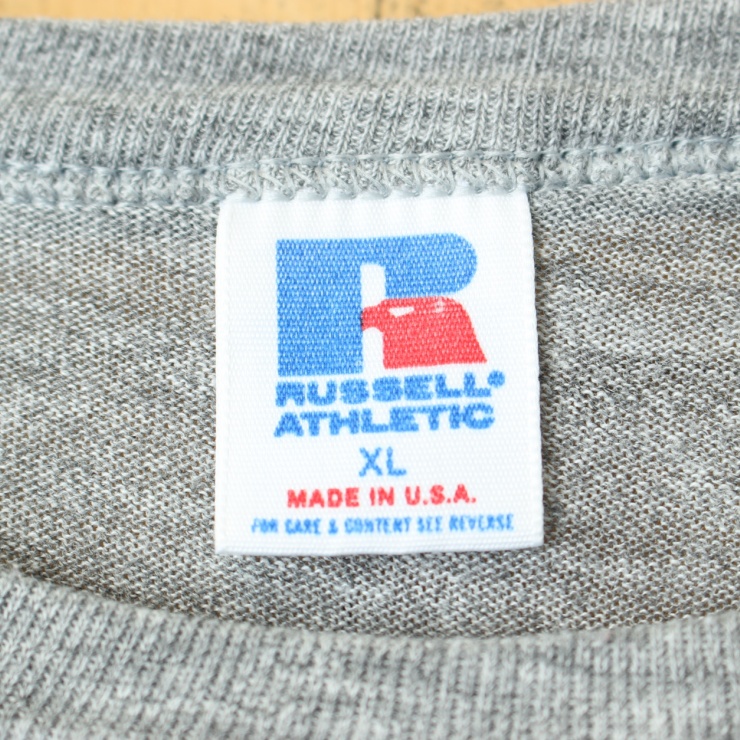 R
RUSSELL®
ATHLETIC
XL
MADE IN U.S.A.
FOR CARE & CONTENT SEE REVERSE